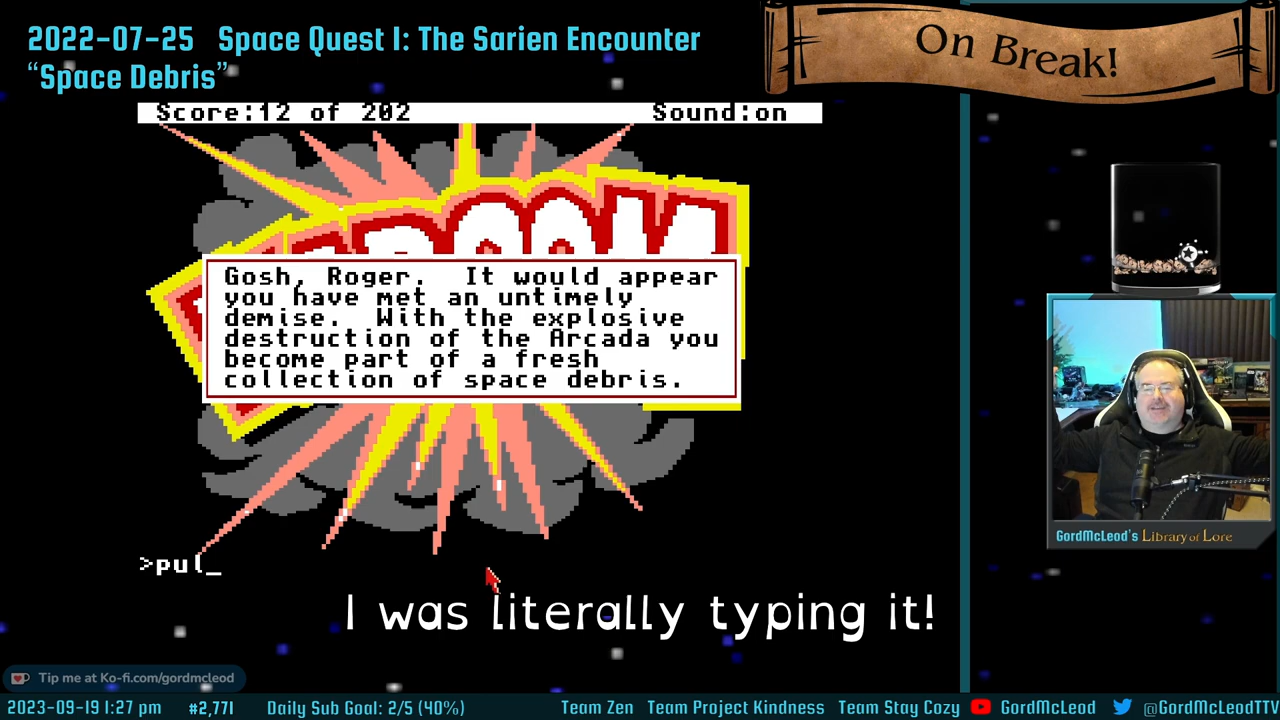 2022-07-25 Space Quest I: The Sarien Encounter
“Space Debris”
On Break!
Score:12 of 202 Sound:on
Gosh, Roger. It would appear
you have met an untimely
demise. With the explosive
destruction of the Arcada you
become part of a fresh
collection of space debris.
>pul_
I was literally typing it!
GordMcLeod's Library of Lore
Tip me at Ko-fi.com/gordmcleod
2023-09-19 1:27 pm #2,771 Daily Sub Goal: 2/5 (40%) Team Zen Team Project Kindness Team Stay Cozy GordMcLeod @GordMcLeodTTV